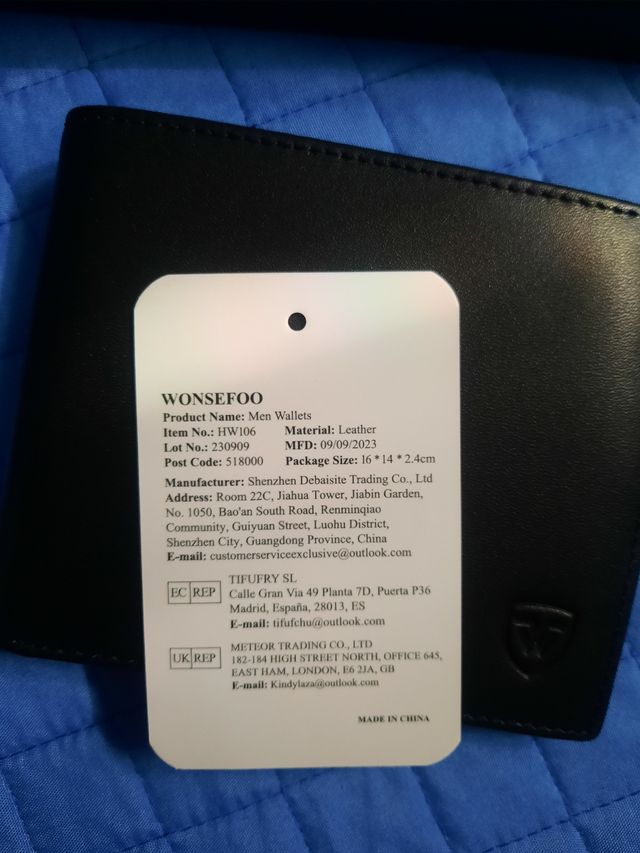 WONSEFOO
Product Name: Men Wallets
Item No.: HW106 Material: Leather
Lot No.: 230909 MFD: 09/09/2023
Post Code: 518000 Package Size: 16 * 14 * 2.4cm
Manufacturer: Shenzhen Debaisite Trading Co., Ltd
Address: Room 22C, Jiahua Tower, Jiabin Garden,
No. 1050, Bao'an South Road, Renminqiao
Community, Guiyuan Street, Luohu District,
Shenzhen City, Guangdong Province, China
E-mail: customerserviceexclusive@outlook.com
EC REP
TIFUFRY SL
Calle Gran Via 49 Planta 7D, Puerta P36
Madrid, España, 28013, ES
E-mail: tifufchu@outlook.com
UK REP
METEOR TRADING CO., LTD
182-184 HIGH STREET NORTH, OFFICE 645,
EAST HAM, LONDON, E6 2JA, GB
E-mail: Kindylaza@outlook.com
MADE IN CHINA
W